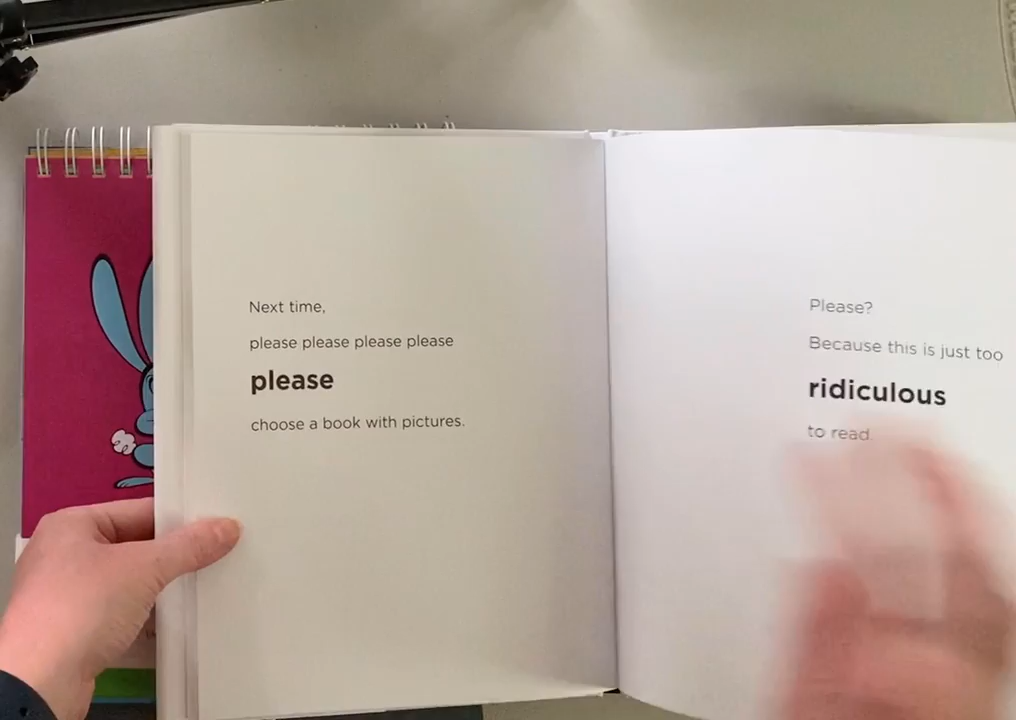 Next time,
please please please please
please
choose a book with pictures.
Please?
Because this is just too
ridiculous
to read.